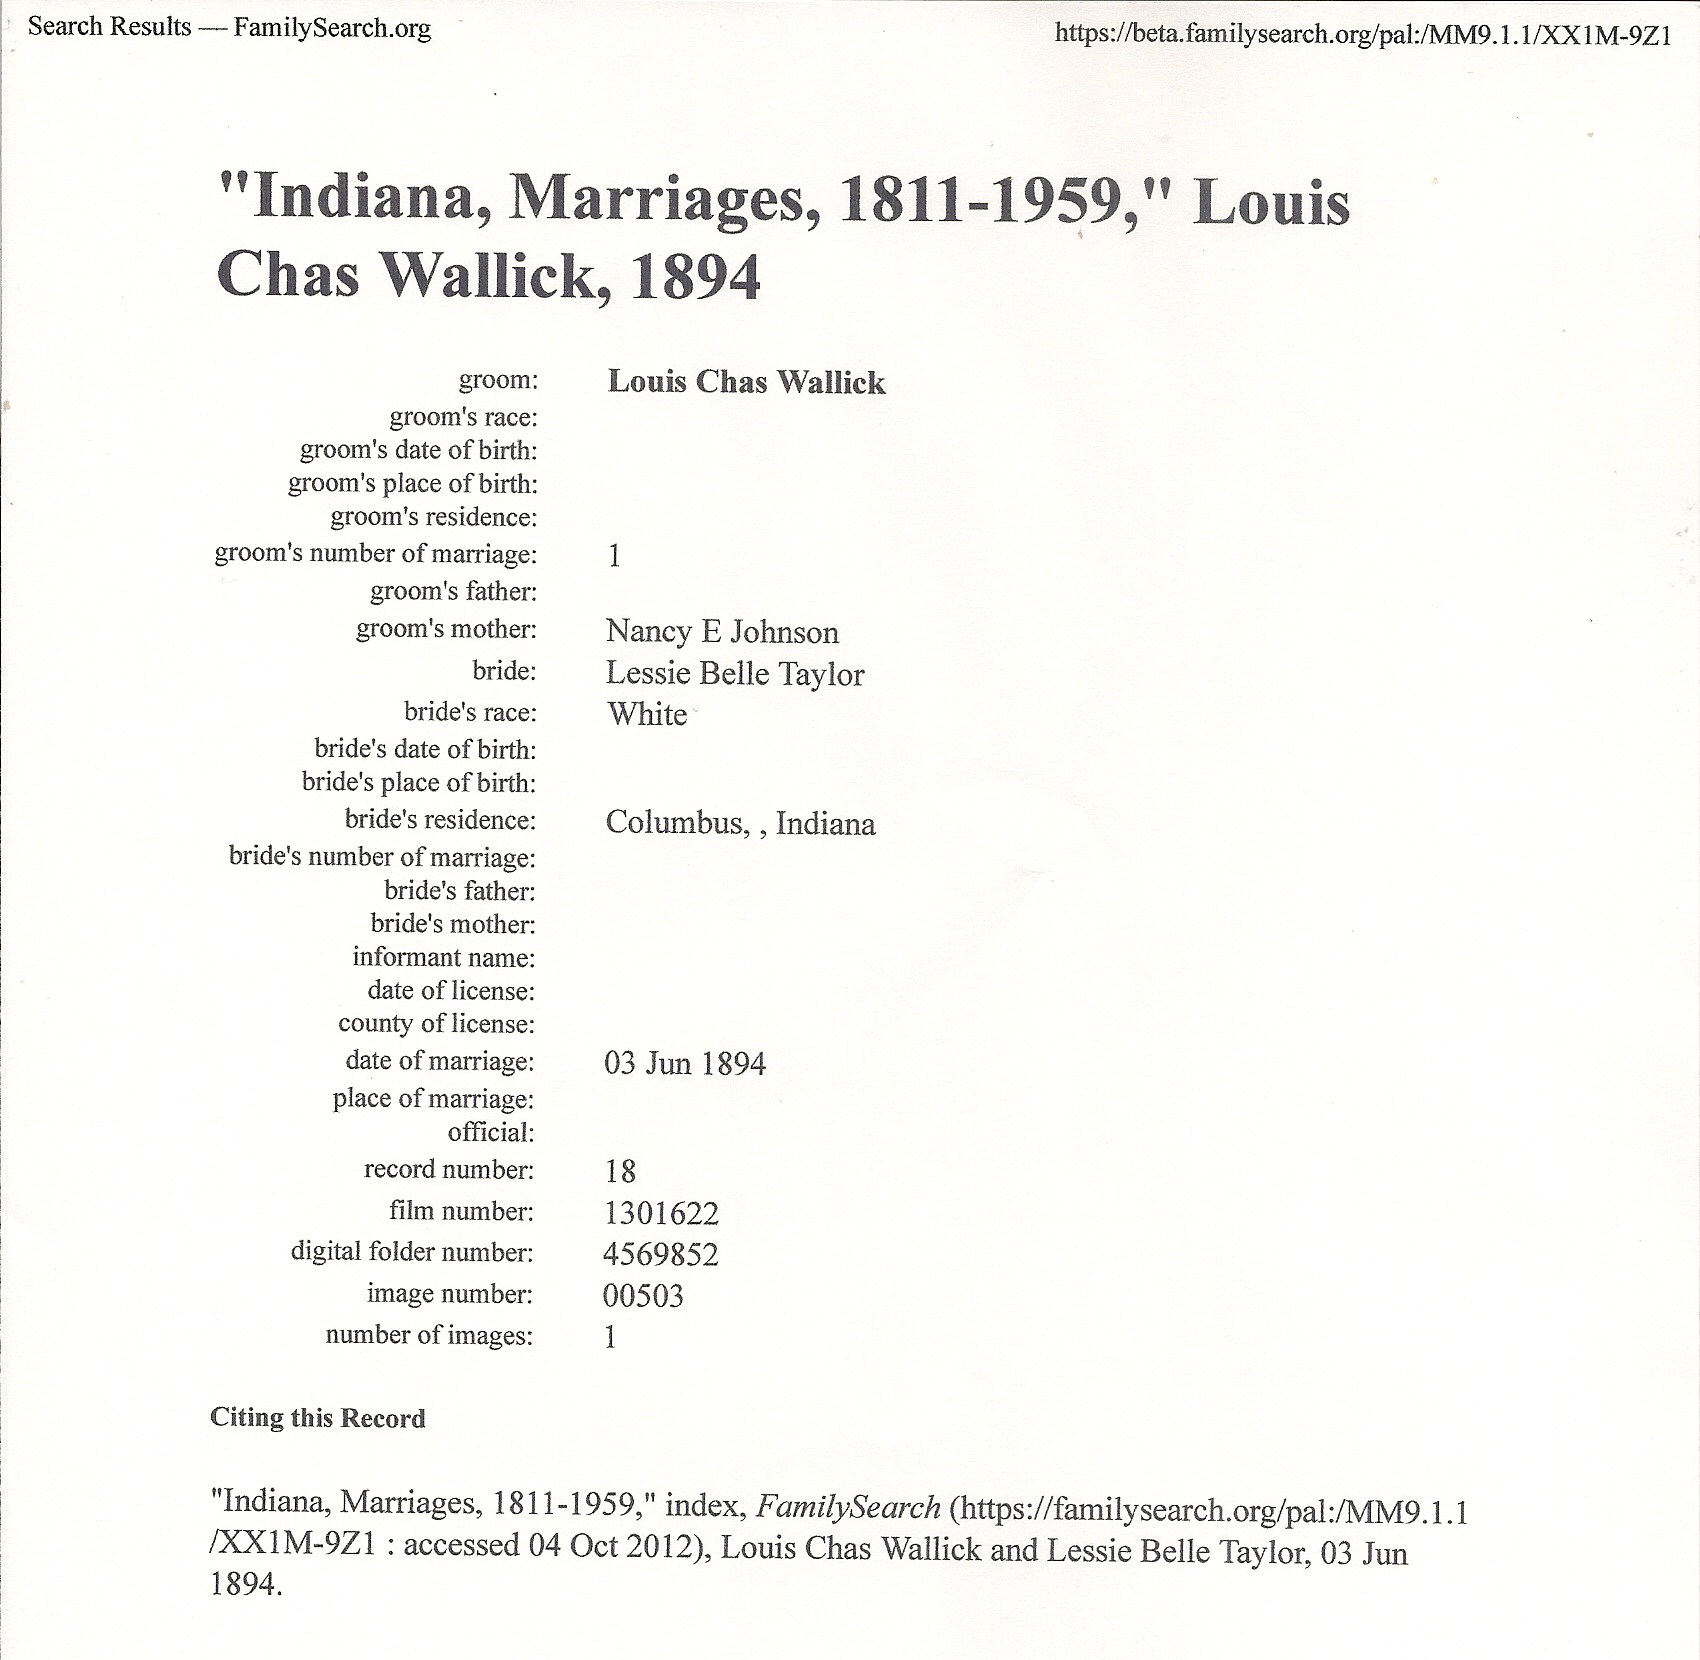 Search Results — FamilySearch.org
https://beta.familysearch.org/pal:/MM9.1.1/XX1M-9Z1
"Indiana, Marriages, 1811-1959," Louis
Chas Wallick, 1894
groom: Louis Chas Wallick
groom's race:
groom's date of birth:
groom's place of birth:
groom's residence:
groom's number of marriage: 1
groom's father:
groom's mother: Nancy E Johnson
bride: Lessie Belle Taylor
bride's race: White
bride's date of birth:
bride's place of birth:
bride's residence: Columbus, , Indiana
bride's number of marriage:
bride's father:
bride's mother:
informant name:
date of license:
county of license:
date of marriage: 03 Jun 1894
place of marriage:
official:
record number: 18
film number: 1301622
digital folder number: 4569852
image number: 00503
number of images: 1
Citing this Record
"Indiana, Marriages, 1811-1959," index, FamilySearch (https://familysearch.org/pal:/MM9.1.1
/XX1M-9Z1 : accessed 04 Oct 2012), Louis Chas Wallick and Lessie Belle Taylor, 03 Jun
1894.